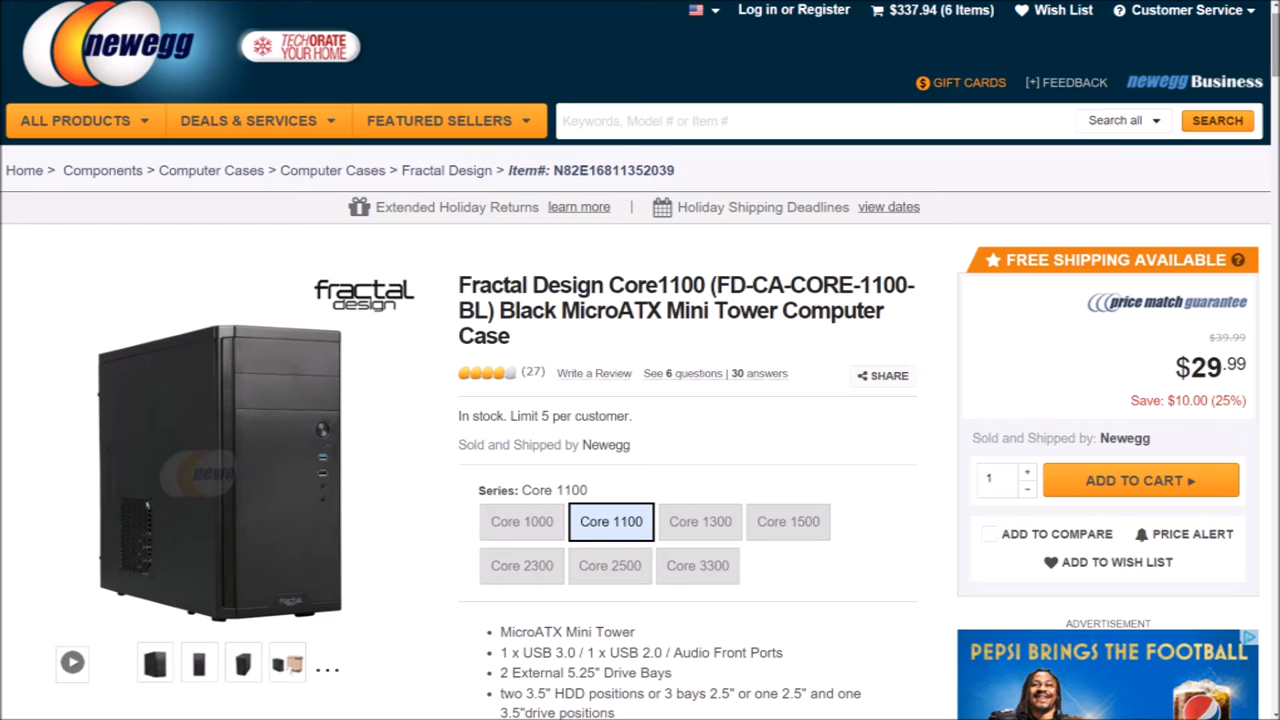 Log in or Register $337.94 (6 Items) Wish List Customer Service
newegg TECHORATE
YOUR HOME
GIFT CARDS [+] FEEDBACK newegg Business
ALL PRODUCTS DEALS & SERVICES FEATURED SELLERS Keywords, Model # or Item # Search all SEARCH
Home > Components > Computer Cases > Computer Cases > Fractal Design > Item#: N82E16811352039
Extended Holiday Returns learn more | Holiday Shipping Deadlines view dates
FREE SHIPPING AVAILABLE ?
fractal
design
Fractal Design Core1100 (FD-CA-CORE-1100-
BL) Black MicroATX Mini Tower Computer
Case
price match guarantee
$39.99
$29.99
Save: $10.00 (25%)
(27) Write a Review See 6 questions | 30 answers SHARE
In stock. Limit 5 per customer.
Sold and Shipped by Newegg
Sold and Shipped by: Newegg
1 + - ADD TO CART
Series: Core 1100
Core 1000 Core 1100 Core 1300 Core 1500
Core 2300 Core 2500 Core 3300
ADD TO COMPARE PRICE ALERT
ADD TO WISH LIST
newegg
fractal
• MicroATX Mini Tower
• 1 x USB 3.0 / 1 x USB 2.0 / Audio Front Ports
• 2 External 5.25" Drive Bays
• two 3.5" HDD positions or 3 bays 2.5" or one 2.5" and one
3.5"drive positions
...
ADVERTISEMENT
PEPSI BRINGS THE FOOTBALL